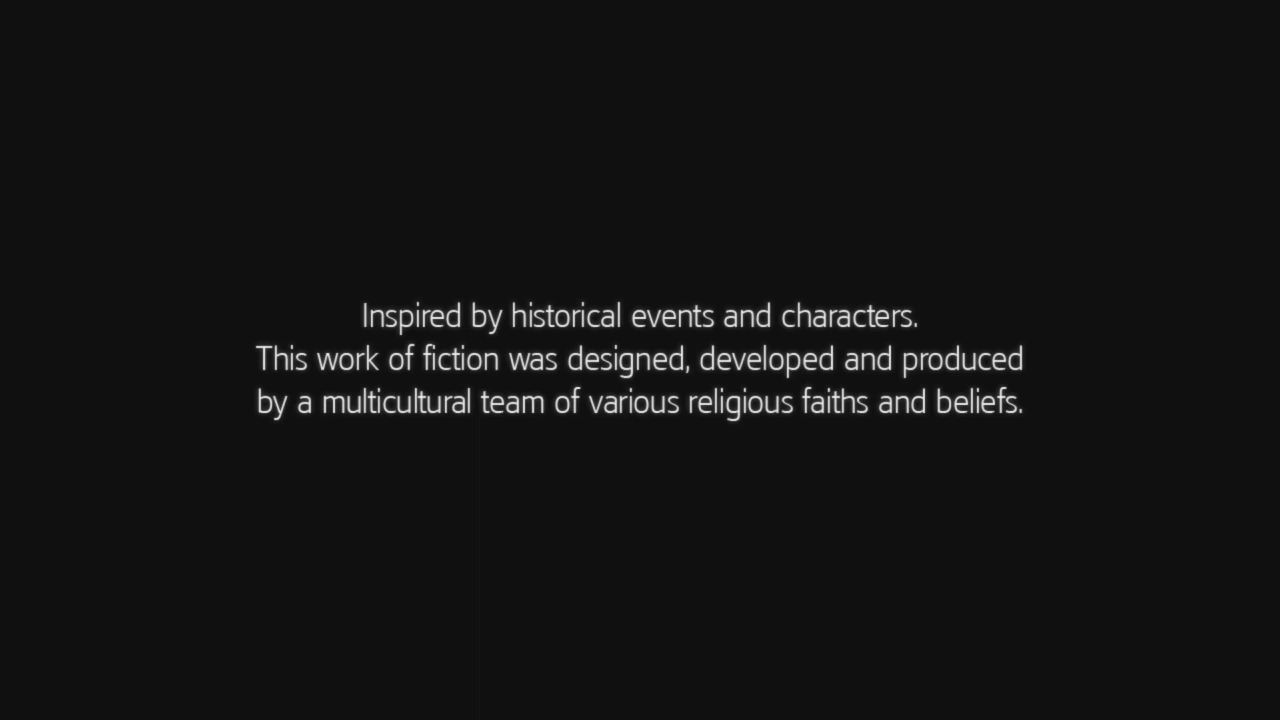 Inspired by historical events and characters.
This work of fiction was designed, developed and produced
by a multicultural team of various religious faiths and beliefs.